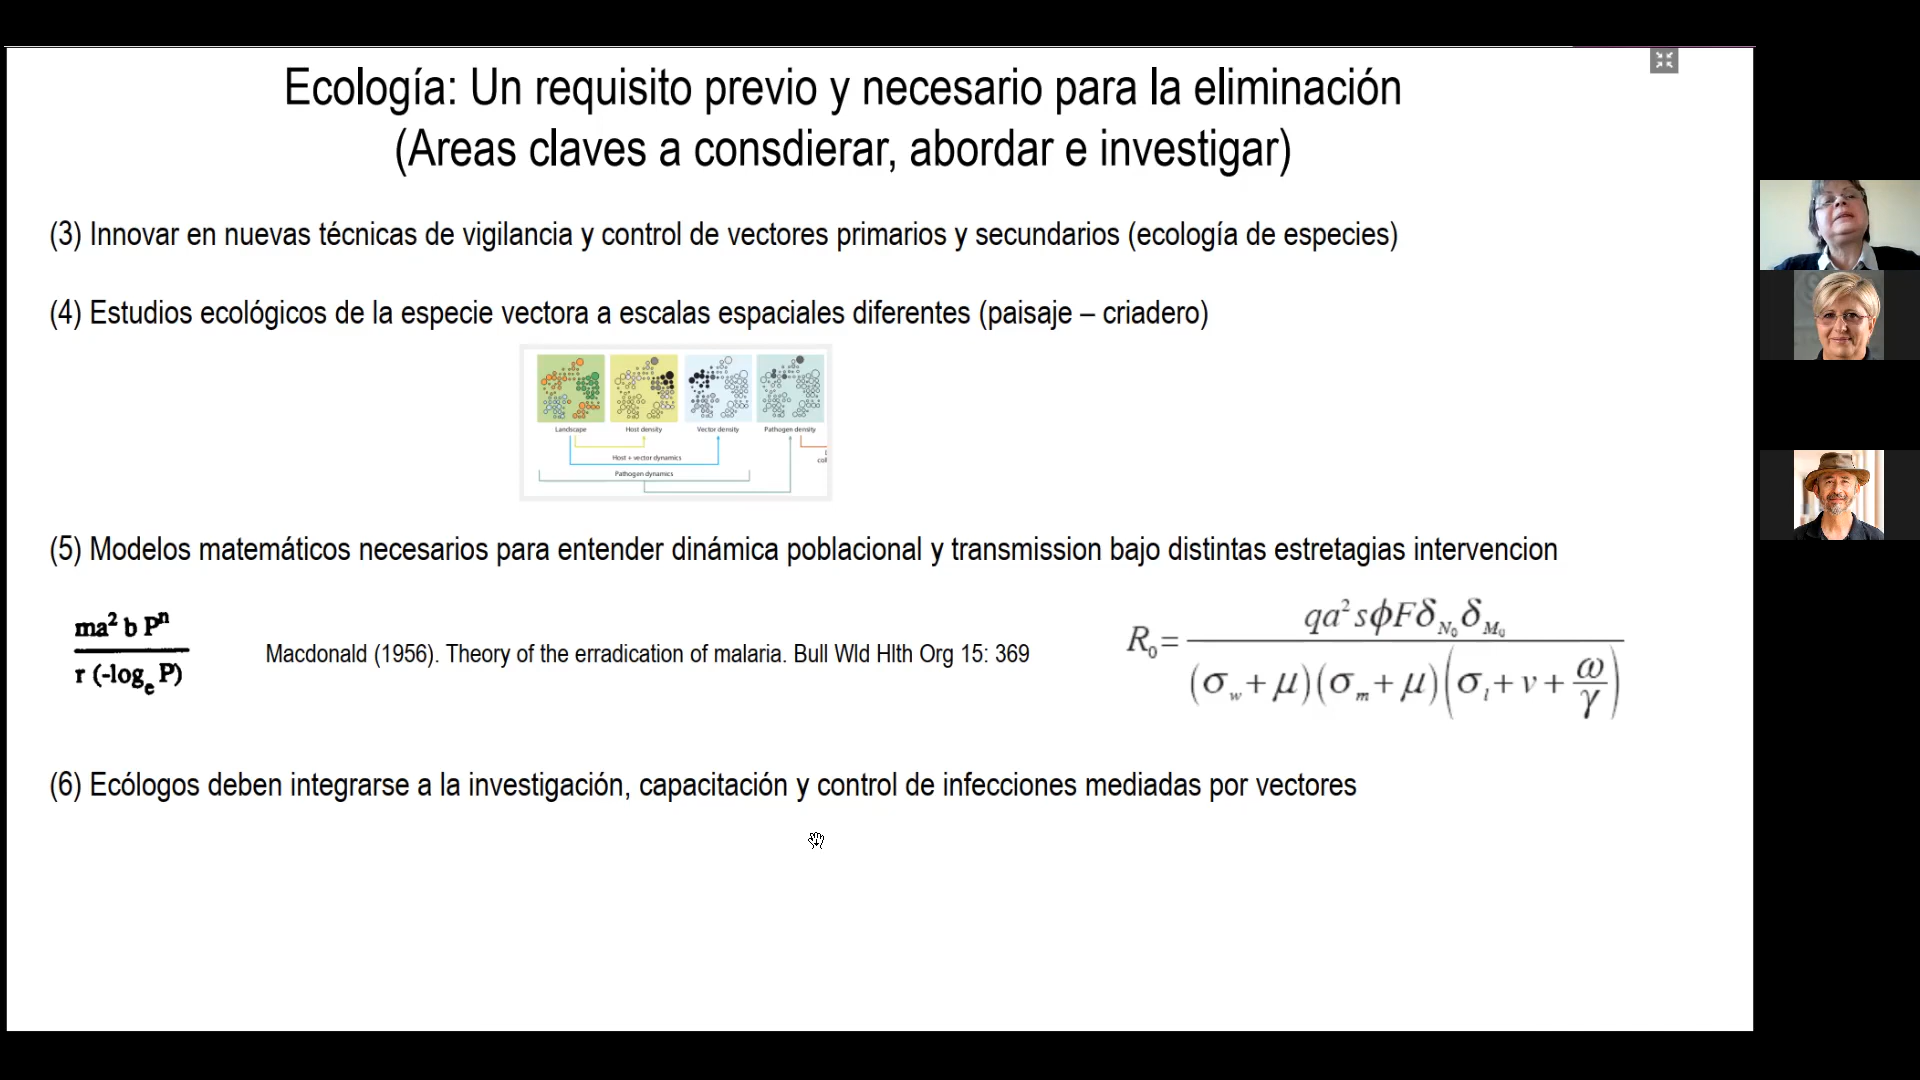 Ecología: Un requisito previo y necesario para la eliminación
(Areas claves a consdierar, abordar e investigar)
(3) Innovar en nuevas técnicas de vigilancia y control de vectores primarios y secundarios (ecología de especies)
(4) Estudios ecológicos de la especie vectora a escalas espaciales diferentes (paisaje – criadero)
Landscape Host density Vector density Pathogen density
Host + vector dynamics
Pathogen dynamics
(5) Modelos matemáticos necesarios para entender dinámica poblacional y transmission bajo distintas estretagias intervencion
ma² b Pⁿ
r (-logₑ P)
Macdonald (1956). Theory of the erradication of malaria. Bull Wld Hlth Org 15: 369
R₀ = qa² s ϕ F δ_N₀ δ_M₀
(σ_w + μ)(σ_m + μ)(σ_l + ν + ω/γ)
(6) Ecólogos deben integrarse a la investigación, capacitación y control de infecciones mediadas por vectores